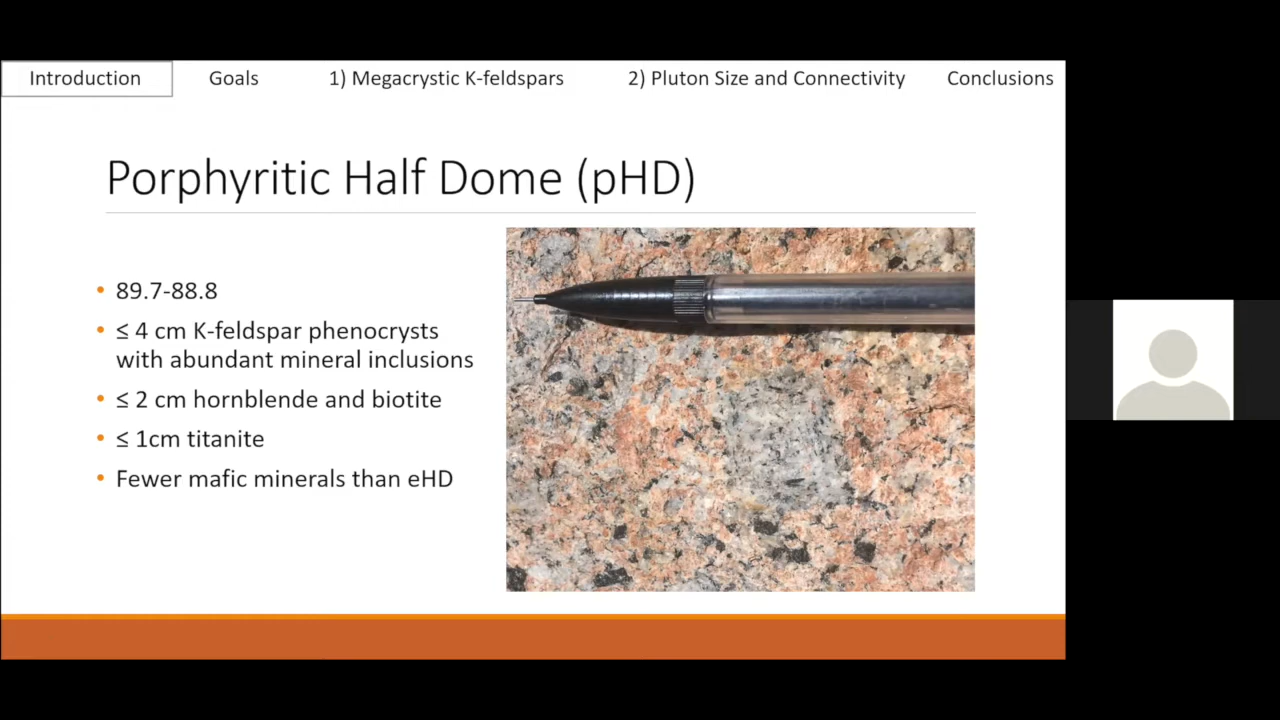 Introduction Goals 1) Megacrystic K-feldspars 2) Pluton Size and Connectivity Conclusions
Porphyritic Half Dome (pHD)
• 89.7-88.8
• ≤ 4 cm K-feldspar phenocrysts
with abundant mineral inclusions
• ≤ 2 cm hornblende and biotite
• ≤ 1cm titanite
• Fewer mafic minerals than eHD